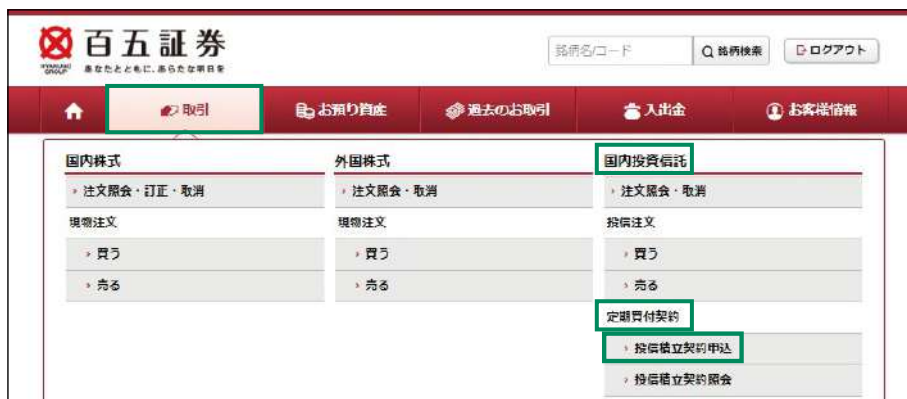 百五証券
HYAKUGO GROUP
あなたとともに、あらたな明日を
銘柄名/コード
銘柄検索
ログアウト
取引
お預り資産
過去のお取引
入出金
お客様情報
国内株式
外国株式
国内投資信託
注文照会・訂正・取消
注文照会・取消
注文照会・取消
現物注文
現物注文
投信注文
買う
買う
買う
売る
売る
売る
定期買付契約
投信積立契約申込
投信積立契約照会